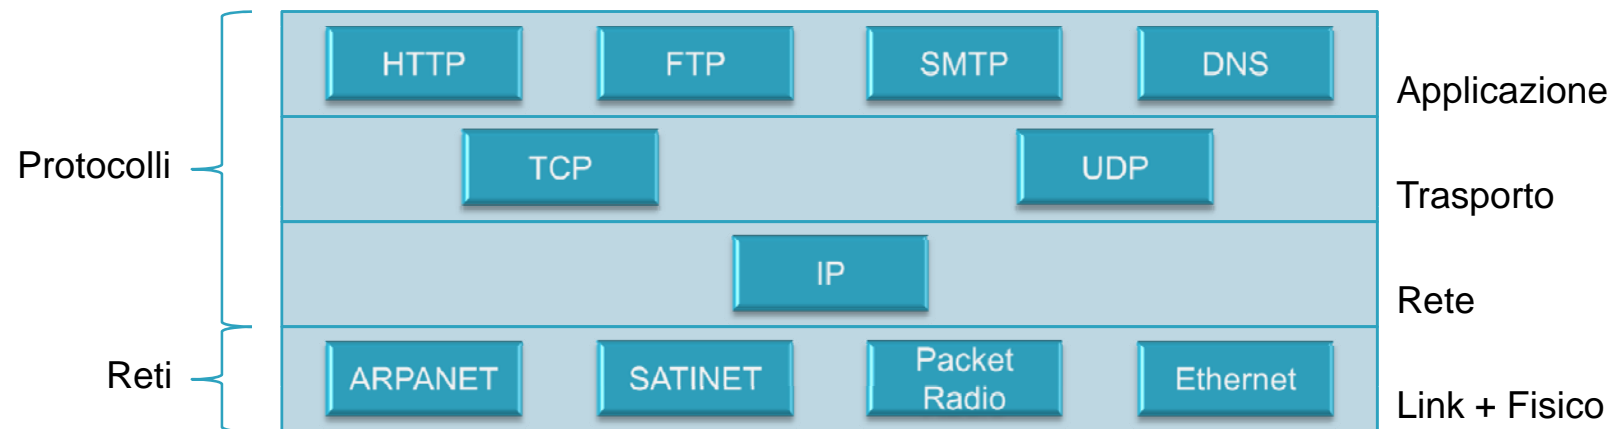 HTTP FTP SMTP DNS
Applicazione
Protocolli
TCP UDP
Trasporto
IP
Rete
Reti
ARPANET SATINET Packet Radio Ethernet
Link + Fisico